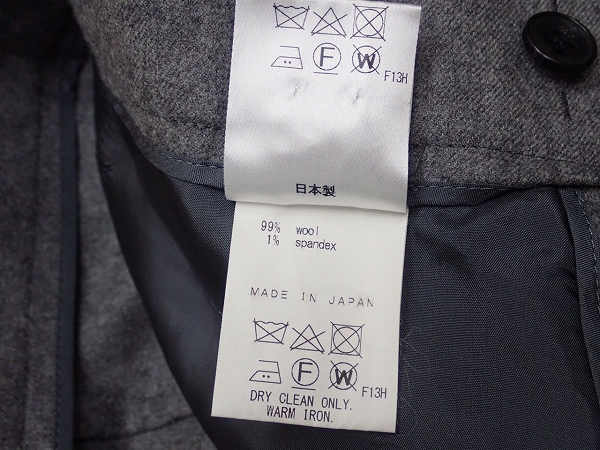 F W F13H
日本製
99% wool
1% spandex
MADE IN JAPAN
F W F13H
DRY CLEAN ONLY.
WARM IRON.